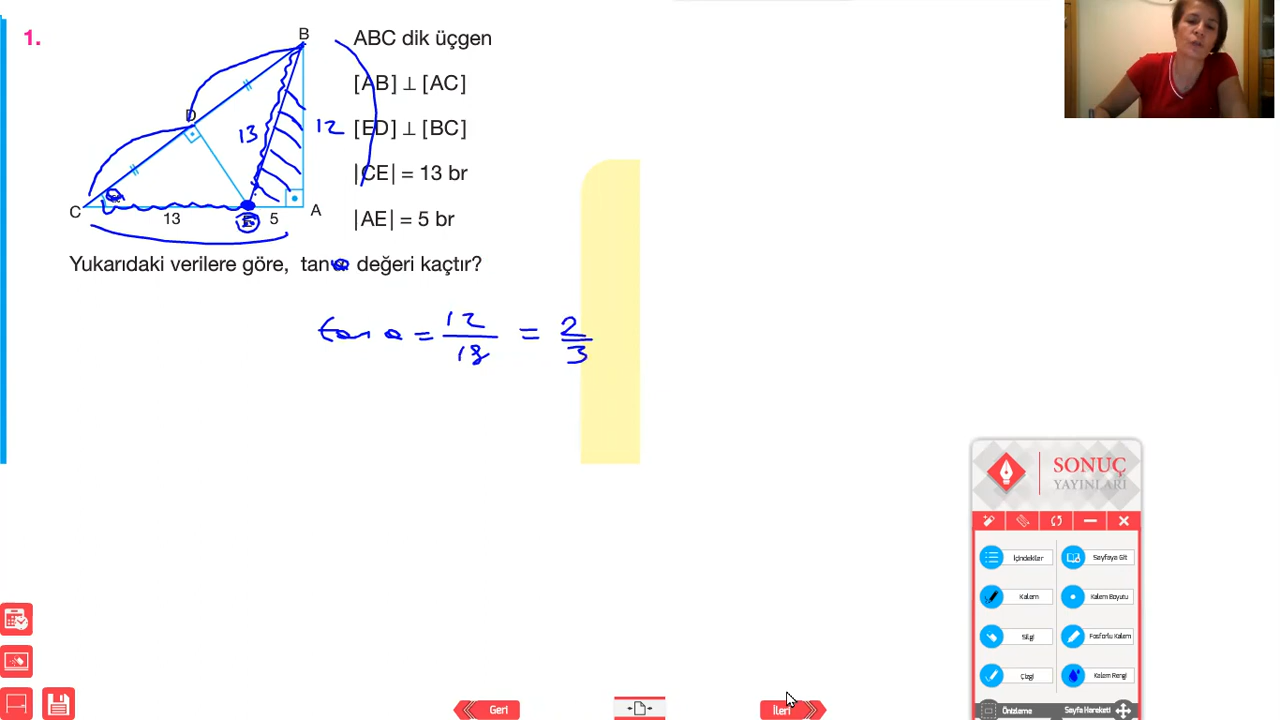 1.
B
ABC dik üçgen
[AB] ⊥ [AC]
D
13
12
[ED] ⊥ [BC]
|CE| = 13 br
C
13
E
5
A
|AE| = 5 br
Yukarıdaki verilere göre, tan α değeri kaçtır?
tan α = 12/18 = 2/3
SONUÇ
YAYINLARI
İçindekiler
Sayfaya Git
Kalem
Kalem Boyutu
Silgi
Fosforlu Kalem
Çizgi
Kalem Rengi
Önizleme
Sayfa Hareketi
Geri
İleri